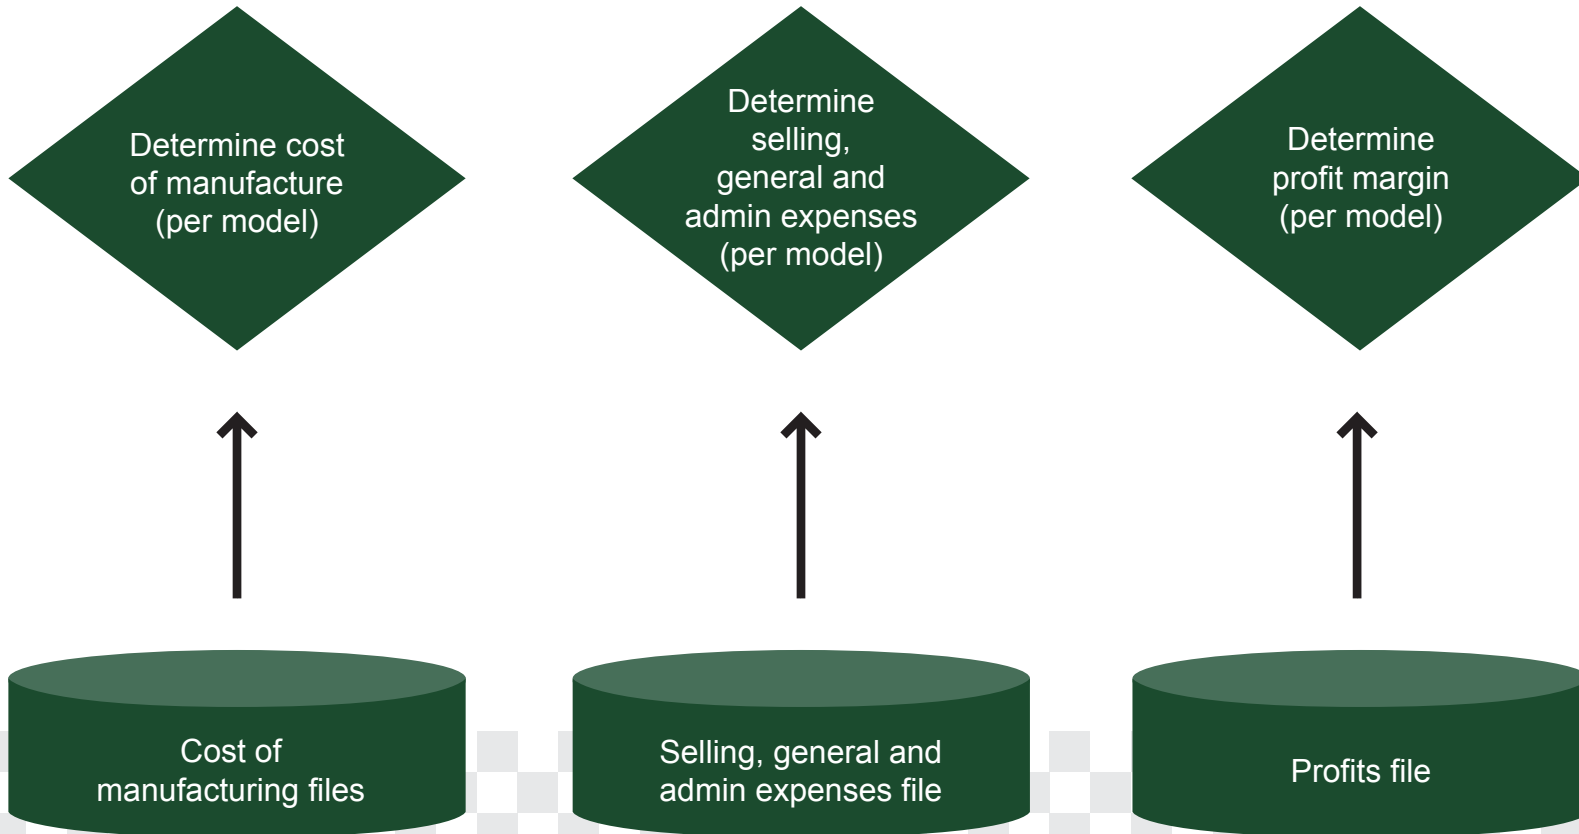 Determine cost
of manufacture
(per model)
Determine
selling,
general and
admin expenses
(per model)
Determine
profit margin
(per model)
Cost of
manufacturing files
Selling, general and
admin expenses file
Profits file